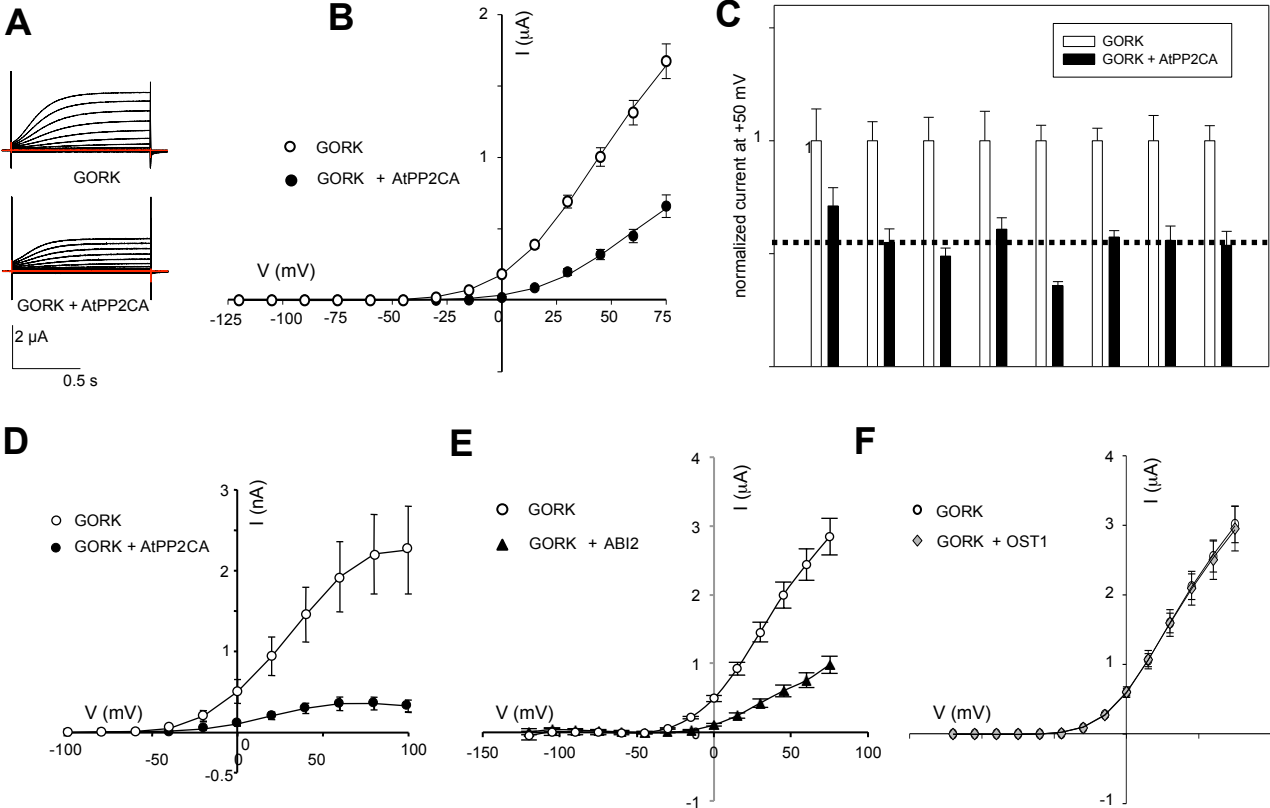 A
GORK
GORK + AtPP2CA
2 µA
0.5 s
B
2
I (µA)
1
GORK
GORK + AtPP2CA
V (mV)
-125 -100 -75 -50 -25 0 25 50 75
C
normalized current at +50 mV
1
1
GORK
GORK + AtPP2CA
D
3
I (nA)
2
1
GORK
GORK + AtPP2CA
V (mV)
-100 -50 0 50 100
-0.5
E
4
I (µA)
3
2
1
GORK
GORK + ABI2
V (mV)
-150 -100 -50 0 50 100
-1
F
4
I (µA)
3
2
1
GORK
GORK + OST1
V (mV)
-1